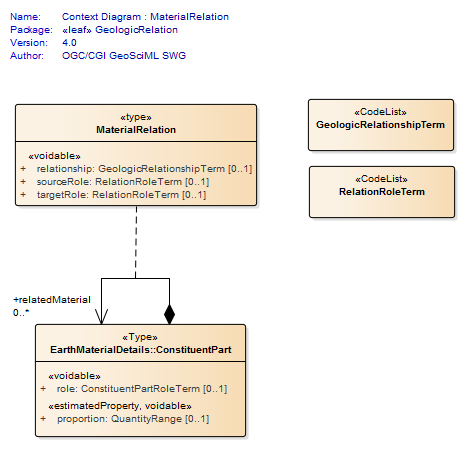 Name: Context Diagram : MaterialRelation
Package: «leaf» GeologicRelation
Version: 4.0
Author: OGC/CGI GeoSciML SWG
«type»
MaterialRelation
«voidable»
+ relationship: GeologicRelationshipTerm [0..1]
+ sourceRole: RelationRoleTerm [0..1]
+ targetRole: RelationRoleTerm [0..1]
«CodeList»
GeologicRelationshipTerm
«CodeList»
RelationRoleTerm
+relatedMaterial
0..*
«Type»
EarthMaterialDetails::ConstituentPart
«voidable»
+ role: ConstituentPartRoleTerm [0..1]
«estimatedProperty, voidable»
+ proportion: QuantityRange [0..1]